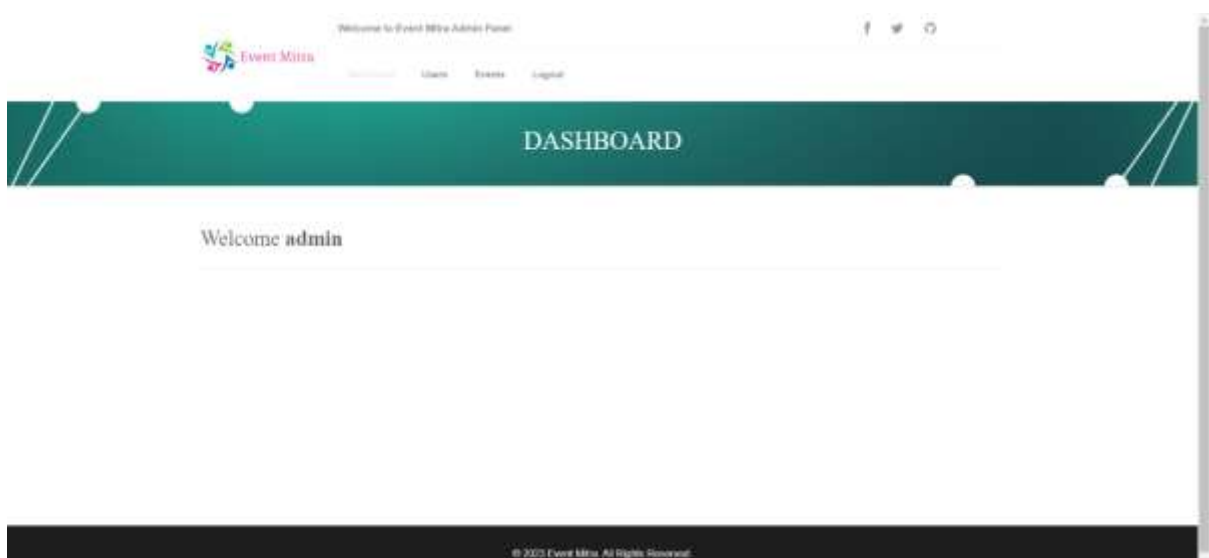 Welcome to Event Mitra Admin Panel
Event Mitra
Dashboard Users Events Logout
DASHBOARD
Welcome admin
© 2023 Event Mitra. All Rights Reserved.